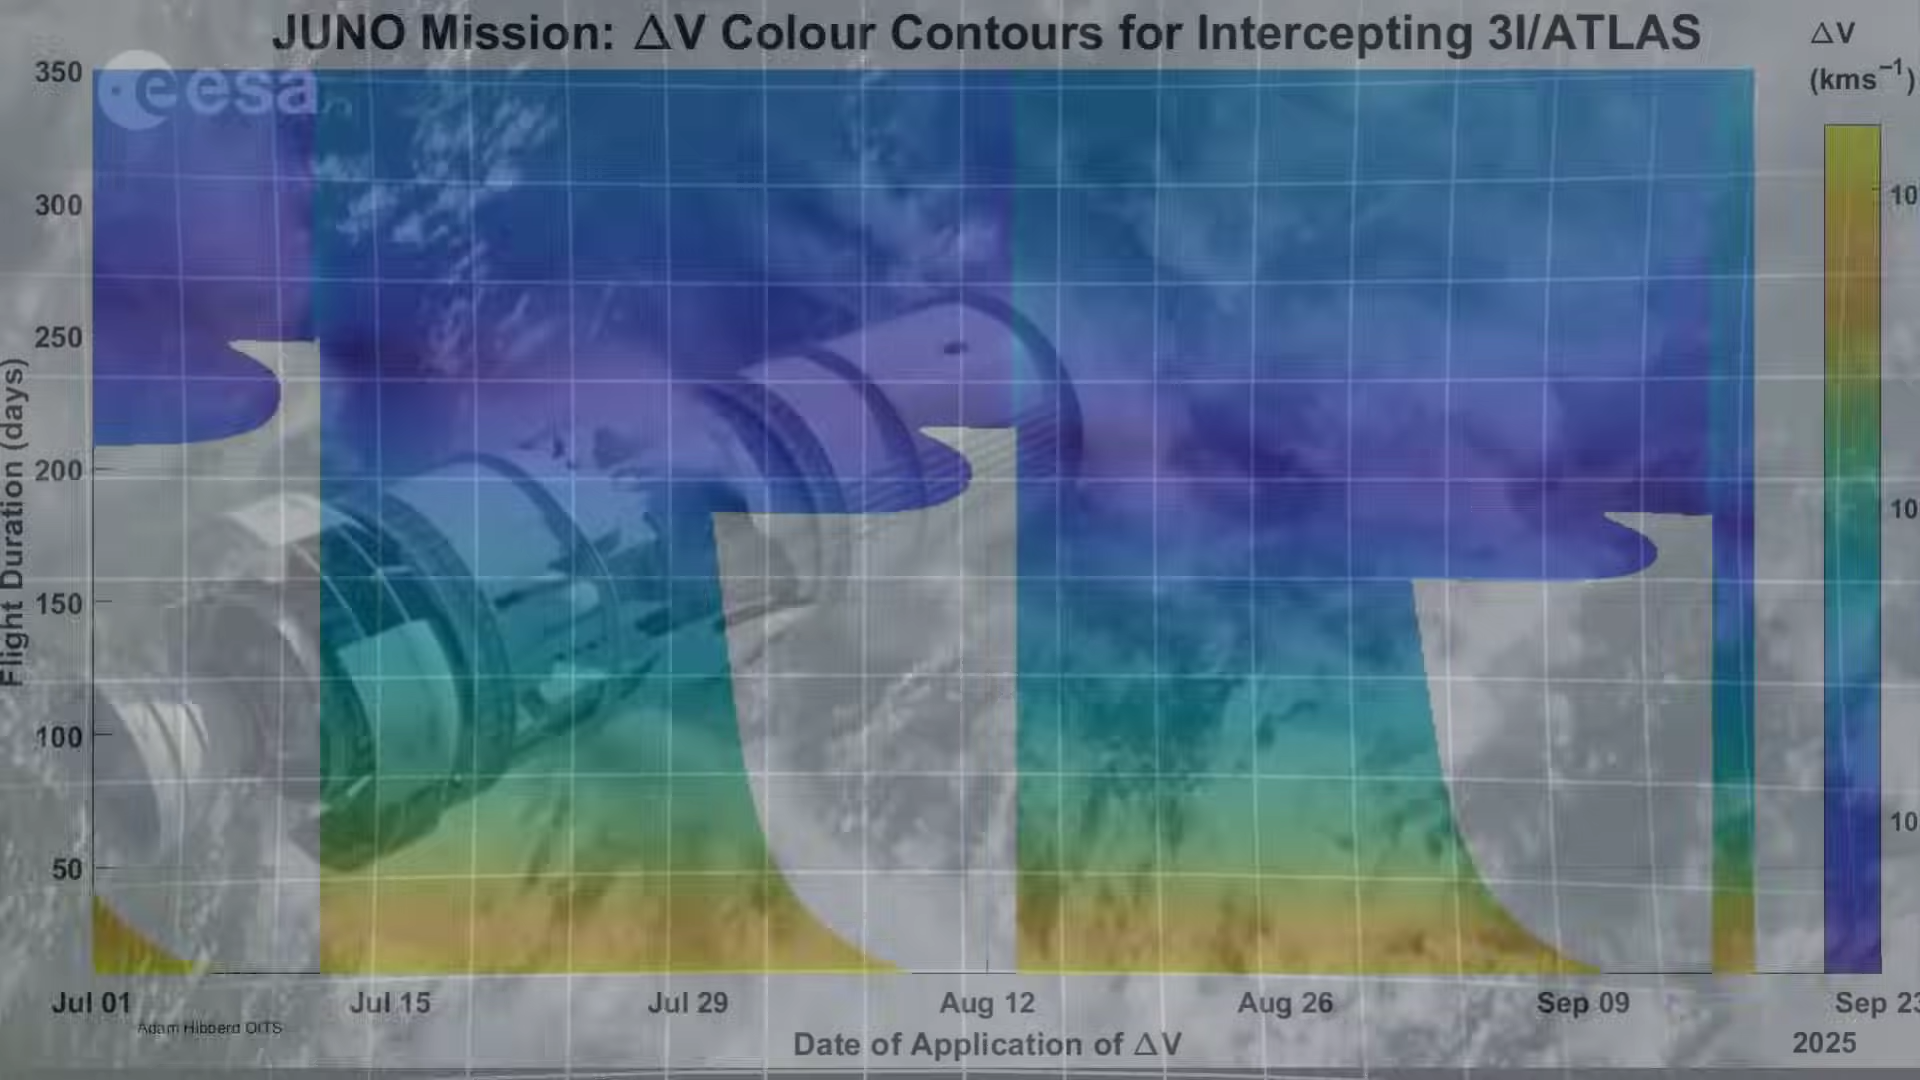 JUNO Mission: ΔV Colour Contours for Intercepting 3I/ATLAS
ΔV
(kms⁻¹)
esa
350
300
250
200
150
100
50
Flight Duration (days)
10
10
10
Jul 01
Jul 15
Jul 29
Aug 12
Aug 26
Sep 09
Sep 23
Adam Hibberd OITS
Date of Application of ΔV
2025